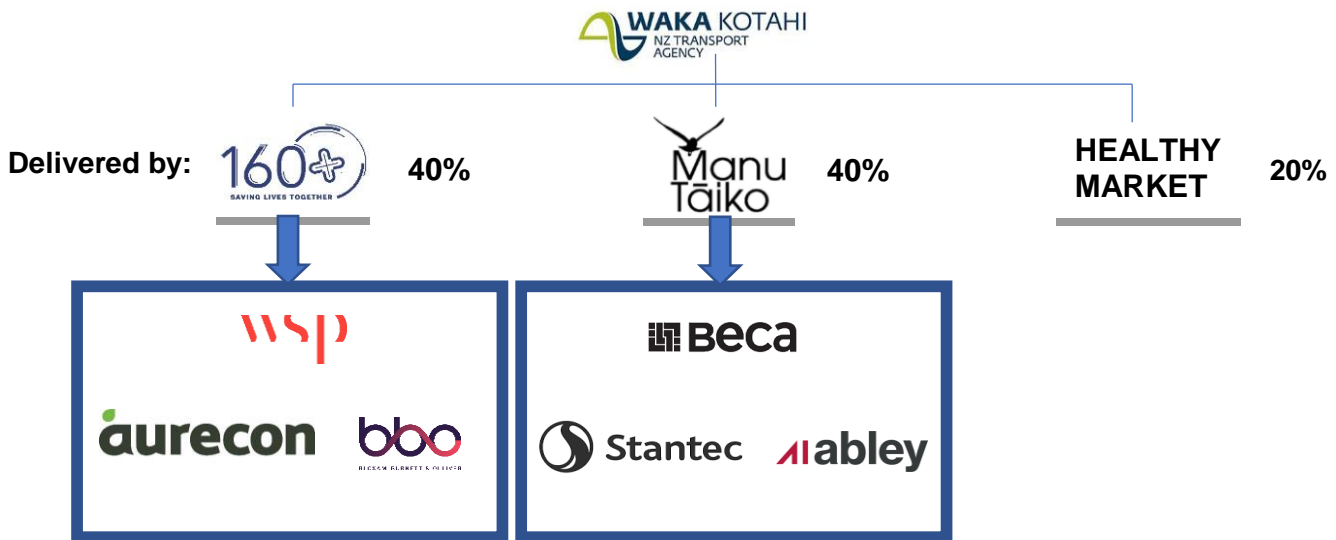 WAKA KOTAHI
NZ TRANSPORT
AGENCY
Delivered by:
160+
SAVING LIVES TOGETHER
40%
Manu
Tāiko
40%
HEALTHY
MARKET
20%
wsp
aurecon
bbo
Beca
Stantec
abley